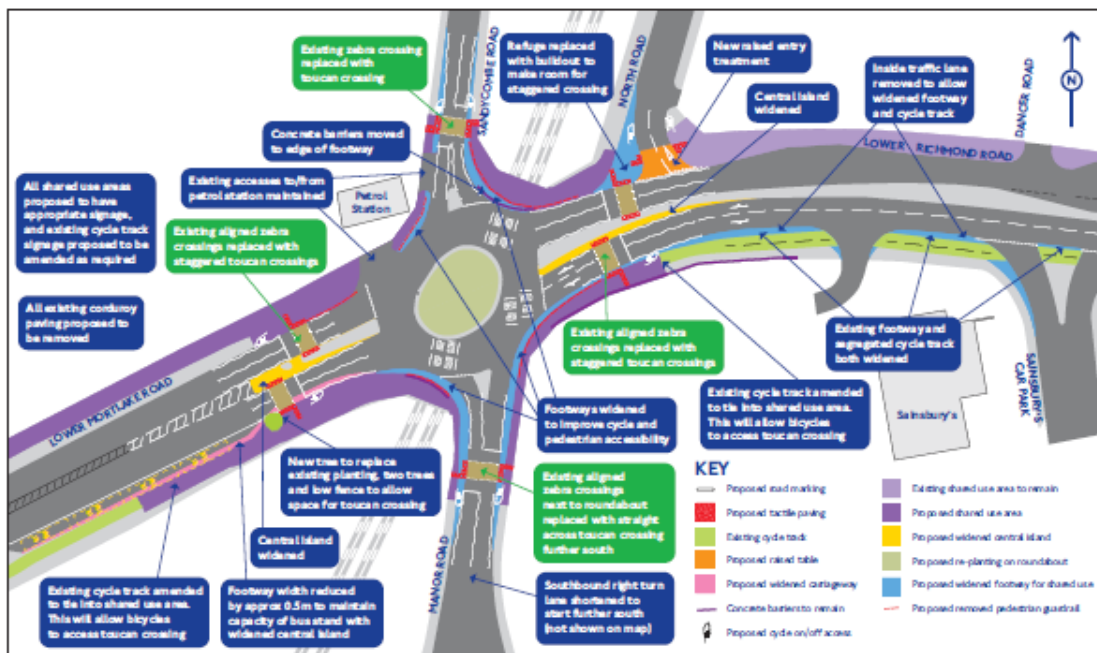 Existing zebra crossing
replaced with
toucan crossing
SANDYCOMBE ROAD
Refuge replaced
with buildout to
make room for
staggered crossing
NORTH ROAD
New raised entry
treatment
Central Island
widened
Inside traffic lane
removed to allow
widened footway
and cycle track
DANCER ROAD
N
LOWER RICHMOND ROAD
Concrete barriers moved
to edge of footway
All shared use areas
proposed to have
appropriate signage,
and existing cycle track
signage proposed to be
amended as required
Existing accesses to/from
petrol station maintained
Petrol
Station
Existing aligned zebra
crossings replaced with
staggered toucan crossings
All existing corduroy
paving proposed to
be removed
LOWER MORTLAKE ROAD
Existing aligned zebra
crossings replaced with
staggered toucan crossings
Existing footway and
segregated cycle track
both widened
SAINSBURY'S
CAR PARK
Sainsbury's
Existing cycle track amended
to tie into shared use area.
This will allow bicycles
to access toucan crossing
Footways widened
to improve cycle and
pedestrian accessibility
New tree to replace
existing planting, two trees
and low fence to allow
space for toucan crossing
Existing aligned
zebra crossings
next to roundabout
replaced with straight
across toucan crossing
further south
Central Island
widened
MANOR ROAD
Existing cycle track amended
to tie into shared use area.
This will allow bicycles
to access toucan crossing
Footway width reduced
by approx 0.5m to maintain
capacity of bus stand with
widened central island
Southbound right turn
lane shortened to
start further south
(not shown on map)
KEY
Proposed road marking
Proposed tactile paving
Existing cycle track
Proposed raised table
Proposed widened carriageway
Concrete barriers to remain
Proposed cycle on/off access
Existing shared use area to remain
Proposed shared use area
Proposed widened central island
Proposed re-planting on roundabout
Proposed widened footway for shared use
Proposed removed pedestrian guardrail